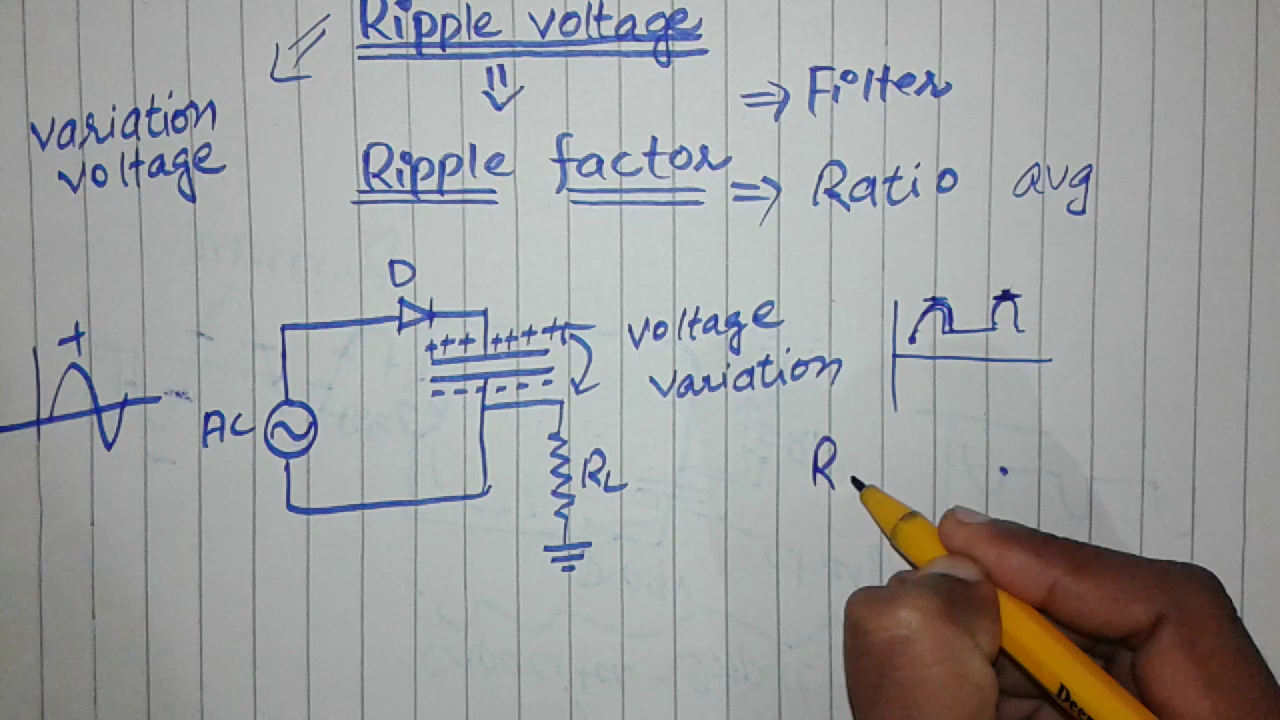 Ripple voltage
⇒ Filter
variation
voltage
Ripple factor ⇒ Ratio avg
D
+
+++ ++++
voltage
variation
- - - - - -
AC
RL
R